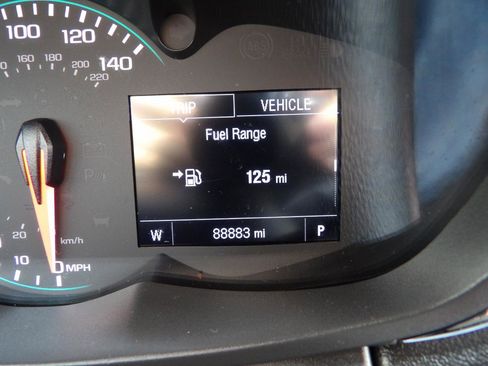 100 120 140
160 180 200 220
TRIP VEHICLE
Fuel Range
125 mi
W 88883 mi P
20 km/h
10 0 MPH